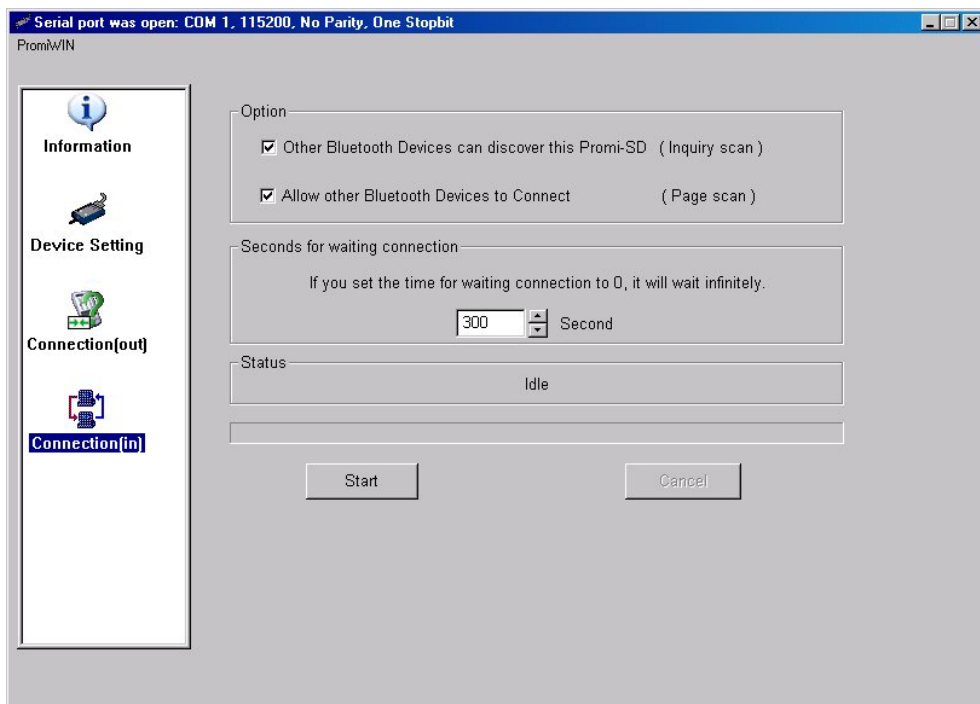 Serial port was open: COM 1, 115200, No Parity, One Stopbit
PromiWIN
Information
Device Setting
Connection(out)
Connection(in)
Option
Other Bluetooth Devices can discover this Promi-SD ( Inquiry scan )
Allow other Bluetooth Devices to Connect ( Page scan )
Seconds for waiting connection
If you set the time for waiting connection to 0, it will wait infinitely.
300 Second
Status
Idle
Start Cancel